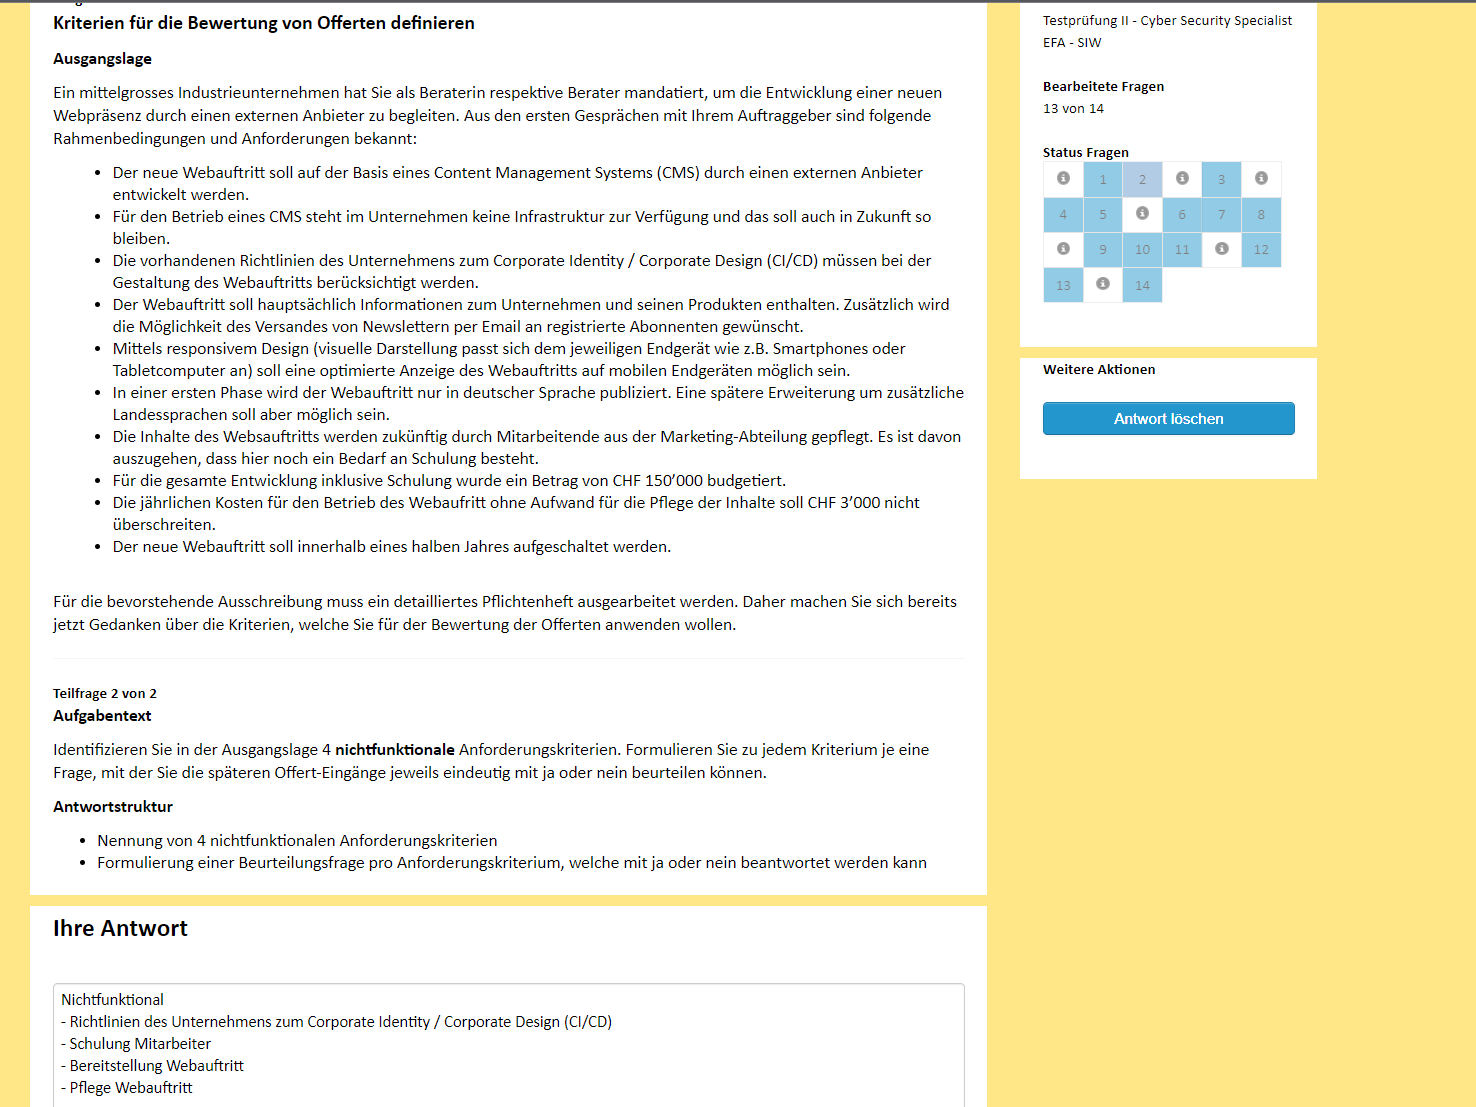 Kriterien für die Bewertung von Offerten definieren
Ausgangslage
Ein mittelgrosses Industrieunternehmen hat Sie als Beraterin respektive Berater mandatiert, um die Entwicklung einer neuen
Webpräsenz durch einen externen Anbieter zu begleiten. Aus den ersten Gesprächen mit Ihrem Auftraggeber sind folgende
Rahmenbedingungen und Anforderungen bekannt:
• Der neue Webauftritt soll auf der Basis eines Content Management Systems (CMS) durch einen externen Anbieter
entwickelt werden.
• Für den Betrieb eines CMS steht im Unternehmen keine Infrastruktur zur Verfügung und das soll auch in Zukunft so
bleiben.
• Die vorhandenen Richtlinien des Unternehmens zum Corporate Identity / Corporate Design (CI/CD) müssen bei der
Gestaltung des Webauftritts berücksichtigt werden.
• Der Webauftritt soll hauptsächlich Informationen zum Unternehmen und seinen Produkten enthalten. Zusätzlich wird
die Möglichkeit des Versandes von Newslettern per Email an registrierte Abonnenten gewünscht.
• Mittels responsivem Design (visuelle Darstellung passt sich dem jeweiligen Endgerät wie z.B. Smartphones oder
Tabletcomputer an) soll eine optimierte Anzeige des Webauftritts auf mobilen Endgeräten möglich sein.
• In einer ersten Phase wird der Webauftritt nur in deutscher Sprache publiziert. Eine spätere Erweiterung um zusätzliche
Landessprachen soll aber möglich sein.
• Die Inhalte des Websauftritts werden zukünftig durch Mitarbeitende aus der Marketing-Abteilung gepflegt. Es ist davon
auszugehen, dass hier noch ein Bedarf an Schulung besteht.
• Für die gesamte Entwicklung inklusive Schulung wurde ein Betrag von CHF 150’000 budgetiert.
• Die jährlichen Kosten für den Betrieb des Webaufritt ohne Aufwand für die Pflege der Inhalte soll CHF 3’000 nicht
überschreiten.
• Der neue Webauftritt soll innerhalb eines halben Jahres aufgeschaltet werden.
Für die bevorstehende Ausschreibung muss ein detailliertes Pflichtenheft ausgearbeitet werden. Daher machen Sie sich bereits
jetzt Gedanken über die Kriterien, welche Sie für der Bewertung der Offerten anwenden wollen.
Teilfrage 2 von 2
Aufgabentext
Identifizieren Sie in der Ausgangslage 4 nichtfunktionale Anforderungskriterien. Formulieren Sie zu jedem Kriterium je eine
Frage, mit der Sie die späteren Offert-Eingänge jeweils eindeutig mit ja oder nein beurteilen können.
Antwortstruktur
• Nennung von 4 nichtfunktionalen Anforderungskriterien
• Formulierung einer Beurteilungsfrage pro Anforderungskriterium, welche mit ja oder nein beantwortet werden kann
Ihre Antwort
Nichtfunktional
- Richtlinien des Unternehmens zum Corporate Identity / Corporate Design (CI/CD)
- Schulung Mitarbeiter
- Bereitstellung Webauftritt
- Pflege Webauftritt
Testprüfung II - Cyber Security Specialist
EFA - SIW
Bearbeitete Fragen
13 von 14
Status Fragen
i 1 2 i 3 i
4 5 i 6 7 8
i 9 10 11 i 12
13 i 14
Weitere Aktionen
Antwort löschen